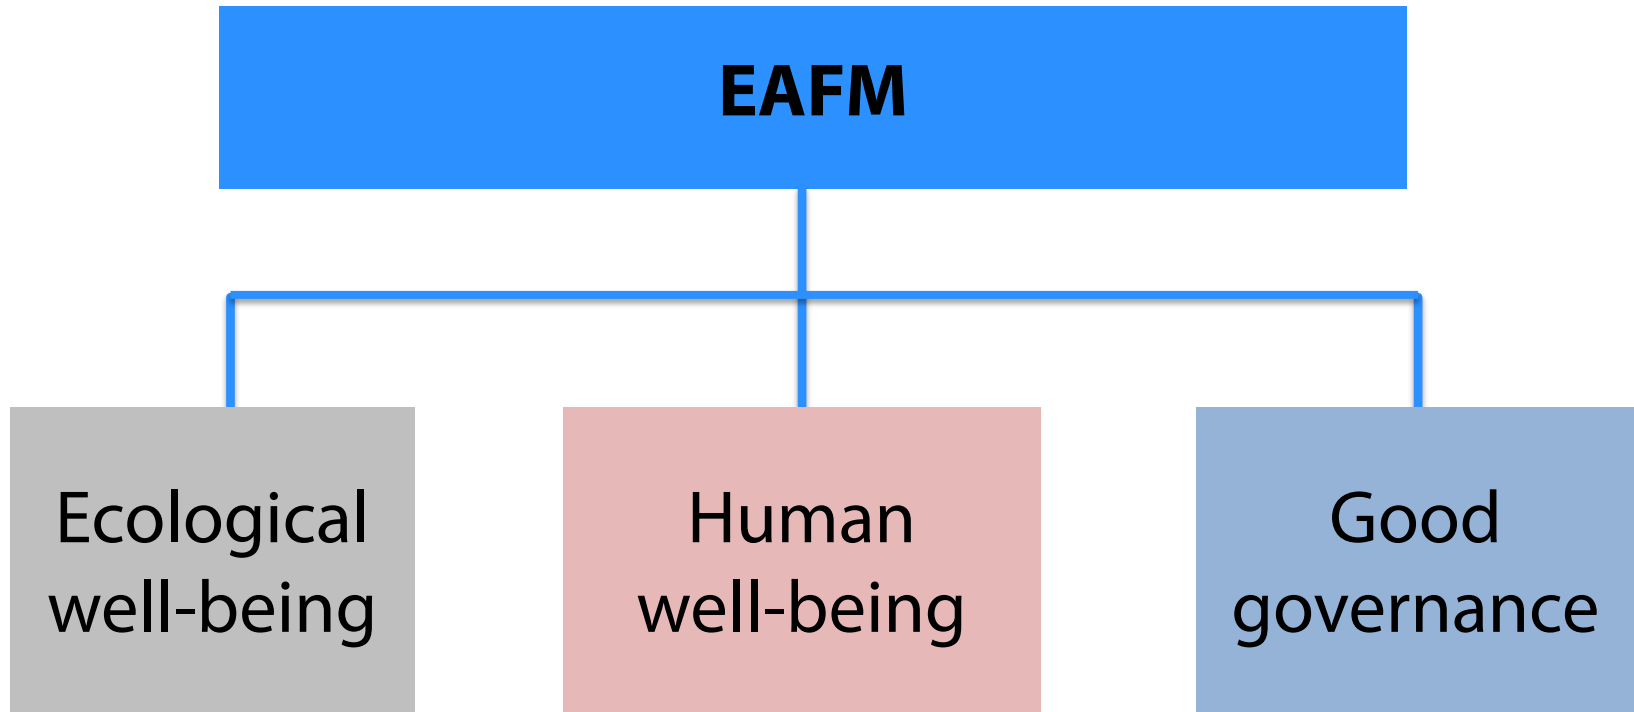 EAFM
Ecological
well-being
Human
well-being
Good
governance